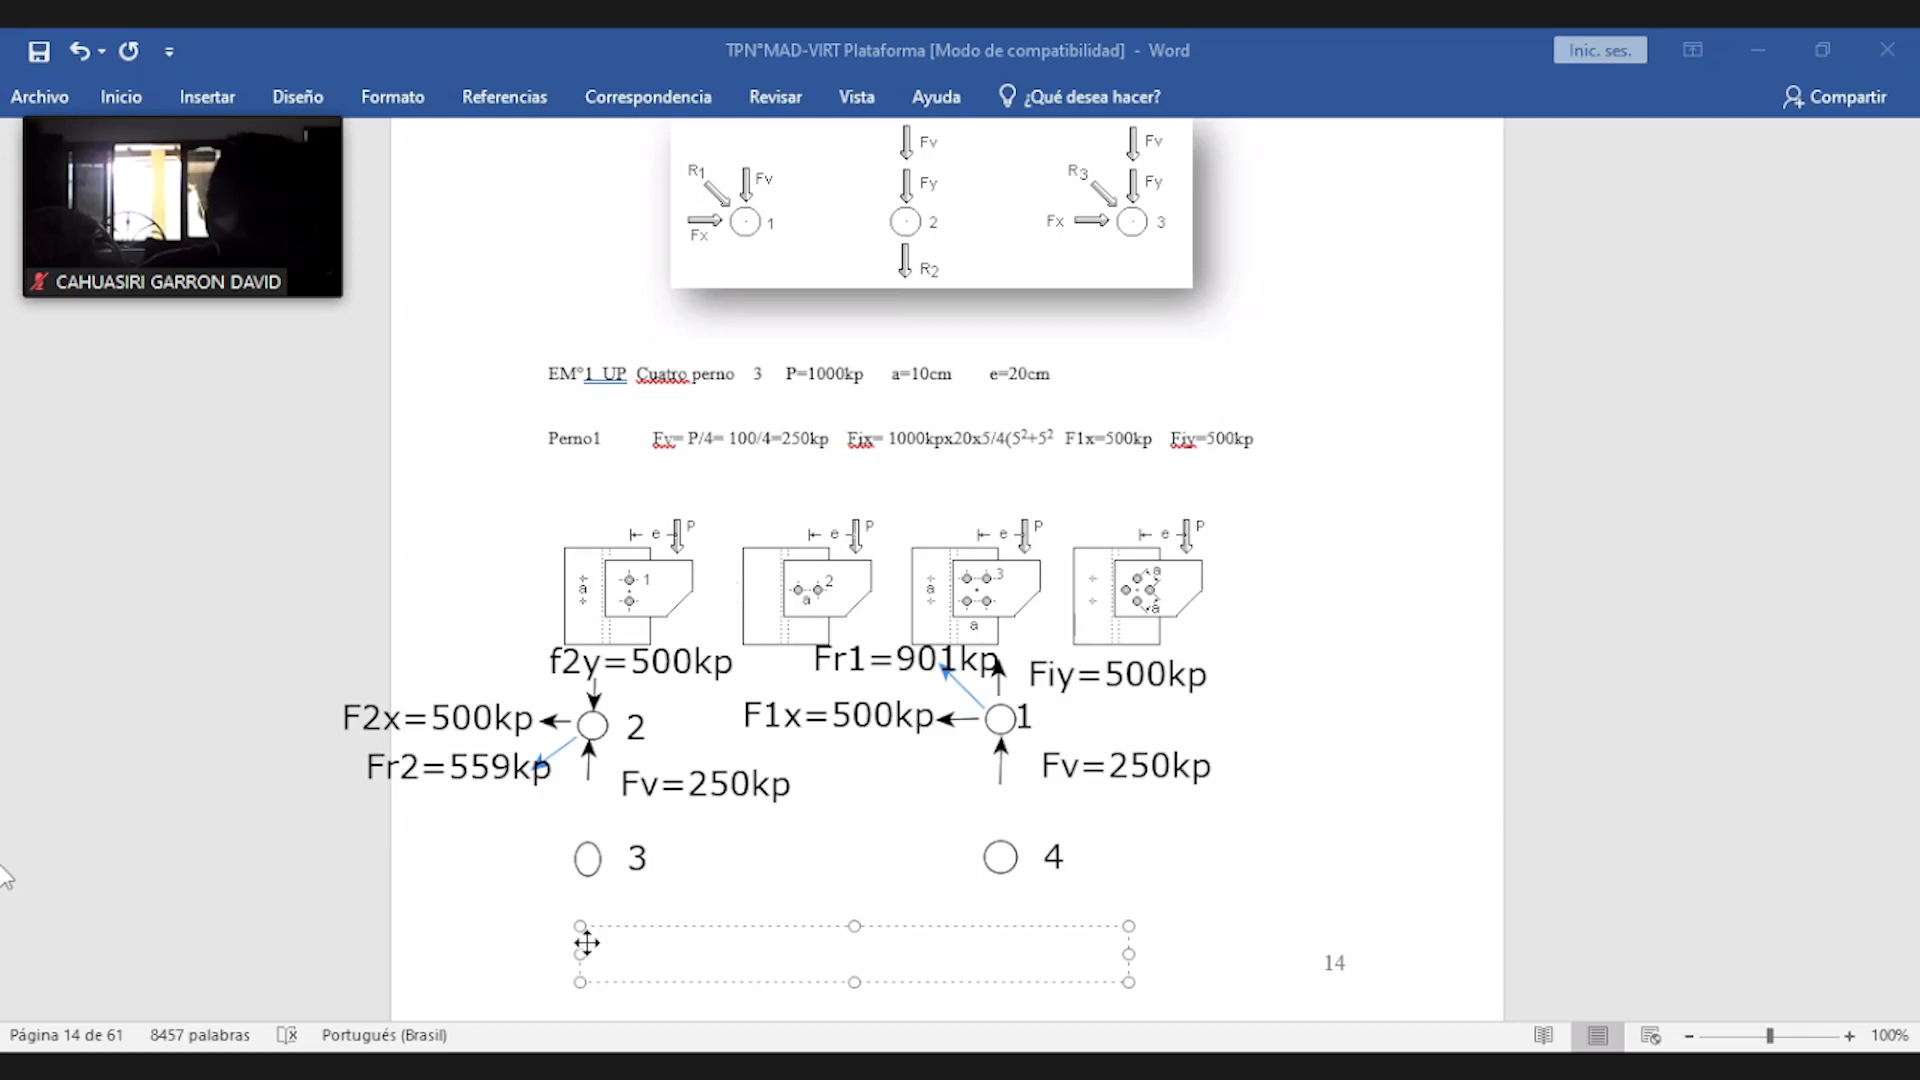 TPN°MAD-VIRT Plataforma [Modo de compatibilidad] - Word
Inic. ses.
Archivo Inicio Insertar Diseño Formato Referencias Correspondencia Revisar Vista Ayuda ¿Qué desea hacer? Compartir
CAHUASIRI GARRON DAVID
Fv Fv
R1 Fv Fy R3 Fy
1 2 Fx 3
Fx
R2
EM°1 UP Cuatro perno 3 P=1000kp a=10cm e=20cm
Perno1 Fv= P/4= 100/4=250kp Fix= 1000kpx20x5/4(5²+5² F1x=500kp Fiy=500kp
e P e P e P e P
a 1 2 a a 3 a a
a
f2y=500kp Fr1=901kp Fiy=500kp
F2x=500kp 2 F1x=500kp 1
Fr2=559kp Fv=250kp Fv=250kp
3 4
14
Página 14 de 61 8457 palabras Portugués (Brasil) 100%